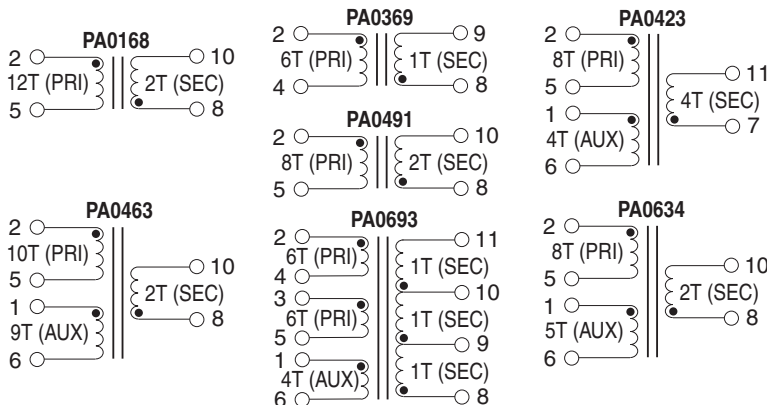 PA0168
2 10
12T (PRI) 2T (SEC)
5 8
PA0369
2 9
6T (PRI) 1T (SEC)
4 8
PA0423
2
8T (PRI)
5 11
1 4T (SEC)
4T (AUX) 7
6
PA0491
2 10
8T (PRI) 2T (SEC)
5 8
PA0463
2
10T (PRI)
5 10
1 2T (SEC)
9T (AUX) 8
6
PA0693
2 11
6T (PRI) 1T (SEC)
4 10
3
6T (PRI) 1T (SEC)
5 9
1
4T (AUX) 1T (SEC)
6 8
PA0634
2
8T (PRI)
5 10
1 2T (SEC)
5T (AUX) 8
6